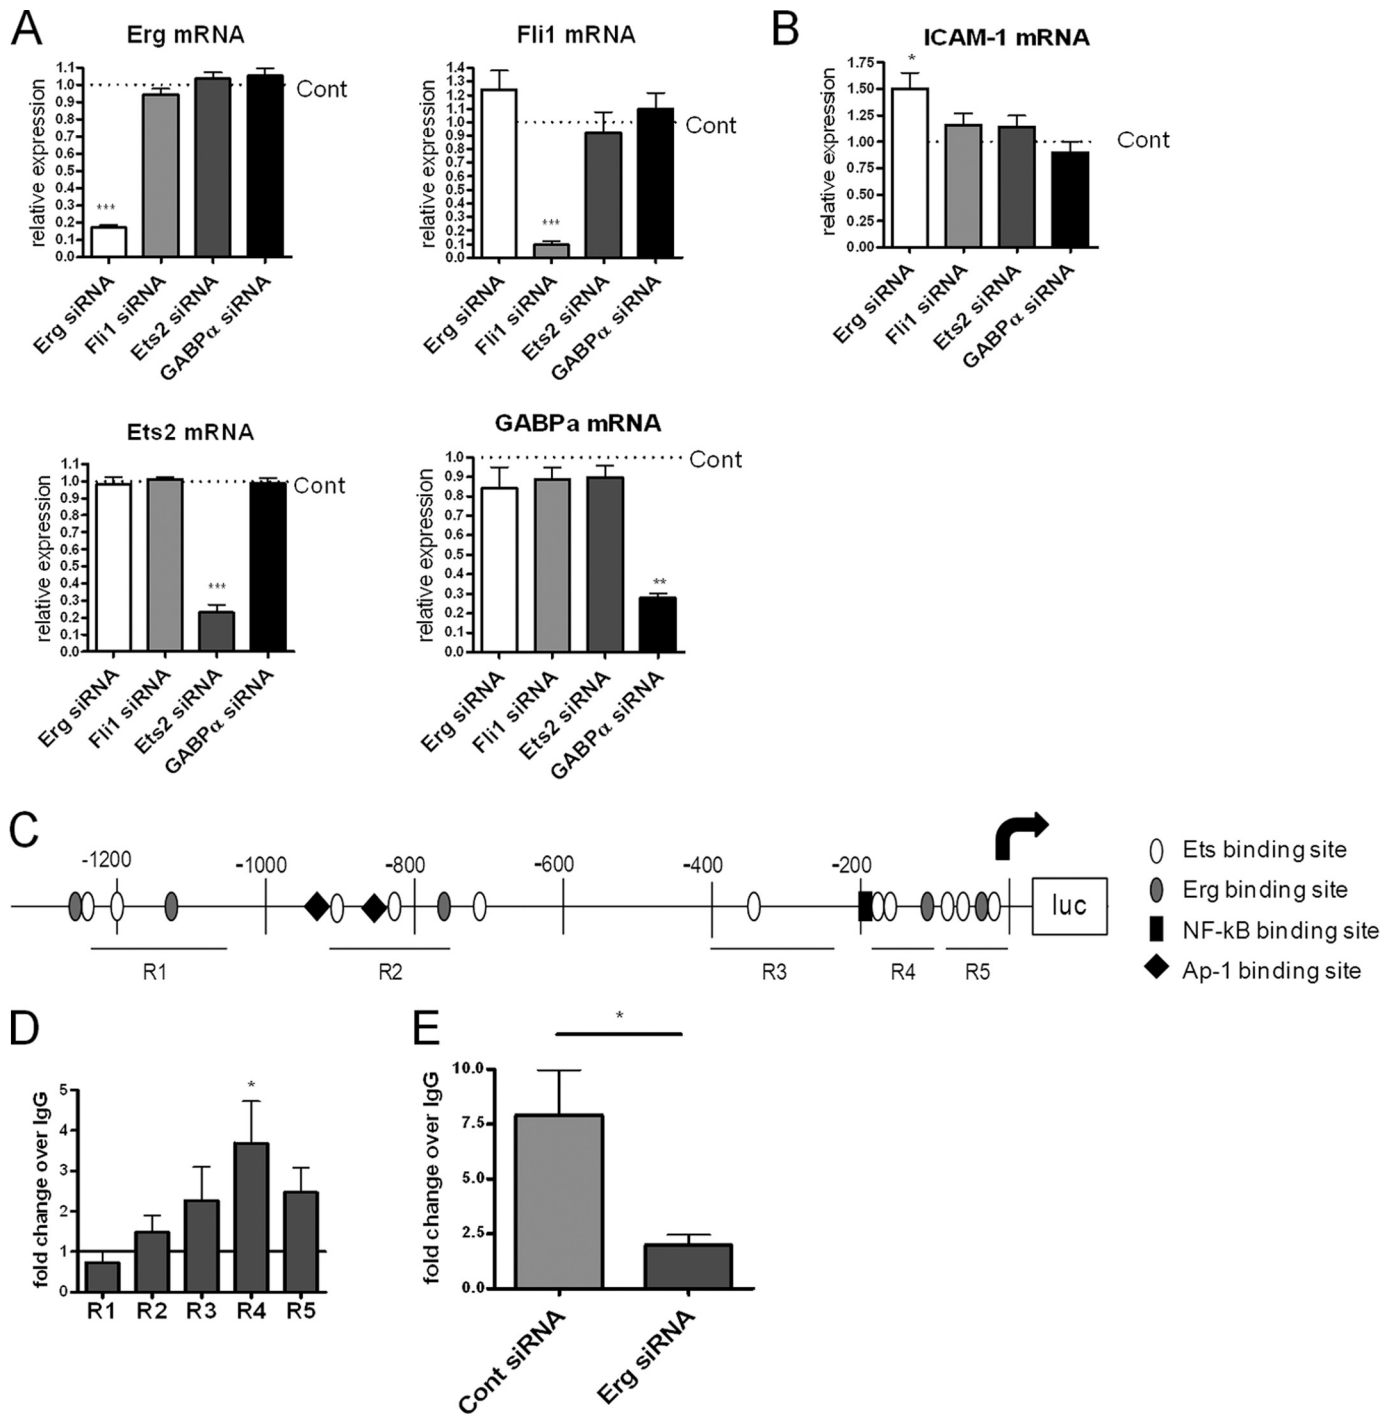 A
B
Erg mRNA
relative expression
1.1
1.0
0.9
0.8
0.7
0.6
0.5
0.4
0.3
0.2
0.1
0.0
***
Cont
Erg siRNA
Fli1 siRNA
Ets2 siRNA
GABPα siRNA
Fli1 mRNA
relative expression
1.4
1.3
1.2
1.1
1.0
0.9
0.8
0.7
0.6
0.5
0.4
0.3
0.2
0.1
0.0
***
Cont
Erg siRNA
Fli1 siRNA
Ets2 siRNA
GABPα siRNA
ICAM-1 mRNA
relative expression
1.75
1.50
1.25
1.00
0.75
0.50
0.25
0.00
*
Cont
Erg siRNA
Fli1 siRNA
Ets2 siRNA
GABPα siRNA
Ets2 mRNA
relative expression
1.1
1.0
0.9
0.8
0.7
0.6
0.5
0.4
0.3
0.2
0.1
0.0
***
Cont
Erg siRNA
Fli1 siRNA
Ets2 siRNA
GABPα siRNA
GABPa mRNA
relative expression
1.0
0.9
0.8
0.7
0.6
0.5
0.4
0.3
0.2
0.1
0.0
**
Cont
Erg siRNA
Fli1 siRNA
Ets2 siRNA
GABPα siRNA
C
-1200 -1000 -800 -600 -400 -200
luc
R1 R2 R3 R4 R5
Ets binding site
Erg binding site
NF-kB binding site
Ap-1 binding site
D
fold change over IgG
5
4
3
2
1
0
*
R1 R2 R3 R4 R5
E
fold change over IgG
10.0
7.5
5.0
2.5
0.0
*
Cont siRNA
Erg siRNA